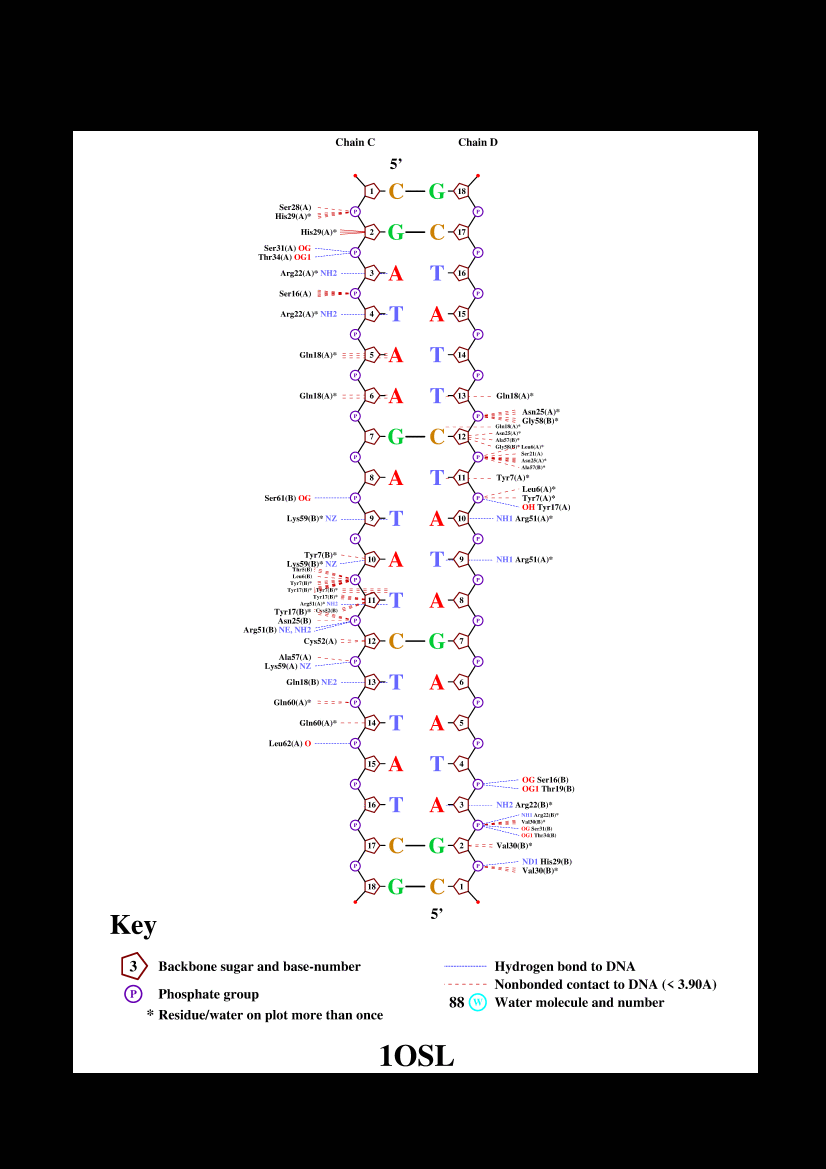 Chain C Chain D
5’
1 C G 18
P P
Ser28(A)
His29(A)*
His29(A)* 2 G C 17
Ser31(A) OG P P
Thr34(A) OG1
Arg22(A)* NH2 3 A T 16
Ser16(A) P P
Arg22(A)* NH2 4 T A 15
P P
Gln18(A)* 5 A T 14
P P
Gln18(A)* 6 A T 13 Gln18(A)*
P P Asn25(A)*
Gly58(B)*
Gln18(A)*
Asn25(A)*
7 G C 12 Ala57(B)*
Gly58(B)* Leu6(A)*
P P Ser21(A)
Asn25(A)*
Ala57(B)*
8 A T 11 Tyr7(A)*
Leu6(A)*
Ser61(B) OG P P Tyr7(A)*
OH Tyr17(A)
Lys59(B)* NZ 9 T A 10 NH1 Arg51(A)*
P P
Tyr7(B)*
10 A T 9 NH1 Arg51(A)*
Lys59(B)* NZ
Thr5(B)
Leu6(B)
P P
Tyr7(B)*
Tyr17(B)* Tyr7(B)*
Tyr17(B)*
11 T A 8
Arg51(A)* NH2
Tyr17(B)* Cys52(B)
Asn25(B) P P
Arg51(B) NE, NH2
Cys52(A) 12 C G 7
Ala57(A) P P
Lys59(A) NZ
Gln18(B) NE2 13 T A 6
Gln60(A)* P P
Gln60(A)* 14 T A 5
Leu62(A) O P P
15 A T 4
P P OG Ser16(B)
OG1 Thr19(B)
16 T A 3 NH2 Arg22(B)*
NH1 Arg22(B)*
P P Val30(B)*
OG Ser31(B)
OG1 Thr34(B)
17 C G 2 Val30(B)*
P P ND1 His29(B)
Val30(B)*
18 G C 1
5’
Key
3 Backbone sugar and base-number
P Phosphate group
* Residue/water on plot more than once
Hydrogen bond to DNA
Nonbonded contact to DNA (< 3.90A)
88 W Water molecule and number
1OSL